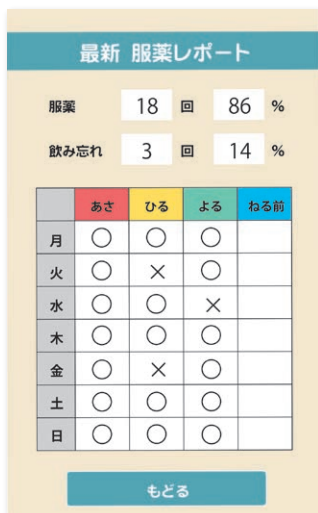 最新 服薬レポート
服薬 18 回 86 %
飲み忘れ 3 回 14 %
あさ ひる よる ねる前
月 ○ ○ ○
火 ○ × ○
水 ○ ○ ×
木 ○ ○ ○
金 ○ × ○
土 ○ ○ ○
日 ○ ○ ○
もどる